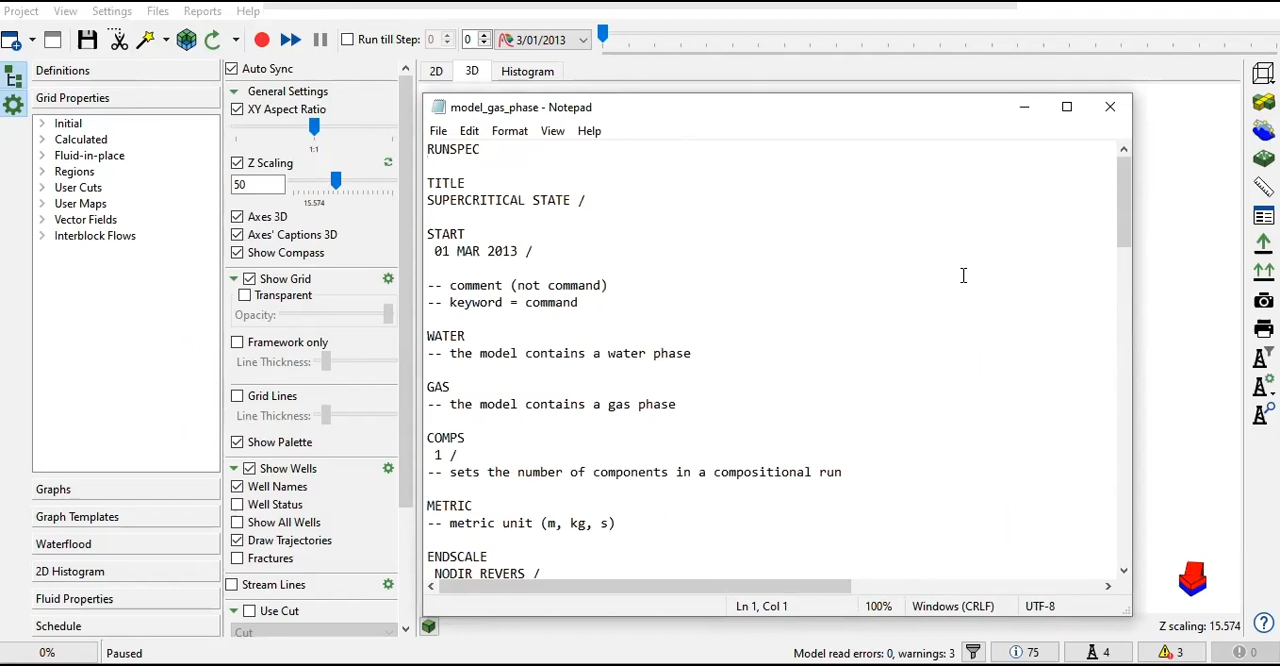 Project View Settings Files Reports Help
Run till Step: 0 0 3/01/2013
Definitions
Grid Properties
Initial
Calculated
Fluid-in-place
Regions
User Cuts
User Maps
Vector Fields
Interblock Flows
Graphs
Graph Templates
Waterflood
2D Histogram
Fluid Properties
Schedule
0% Paused
Auto Sync
General Settings
XY Aspect Ratio
1:1
Z Scaling
50
15.574
Axes 3D
Axes' Captions 3D
Show Compass
Show Grid
Transparent
Opacity:
Framework only
Line Thickness:
Grid Lines
Line Thickness:
Show Palette
Show Wells
Well Names
Well Status
Show All Wells
Draw Trajectories
Fractures
Stream Lines
Use Cut
Cut
2D 3D Histogram
model_gas_phase - Notepad
File Edit Format View Help
RUNSPEC
TITLE
SUPERCRITICAL STATE /
START
01 MAR 2013 /
-- comment (not command)
-- keyword = command
WATER
-- the model contains a water phase
GAS
-- the model contains a gas phase
COMPS
1 /
-- sets the number of components in a compositional run
METRIC
-- metric unit (m, kg, s)
ENDSCALE
NODIR REVERS /
Ln 1, Col 1 100% Windows (CRLF) UTF-8
Z scaling: 15.574
Model read errors: 0, warnings: 3 75 4 3 0